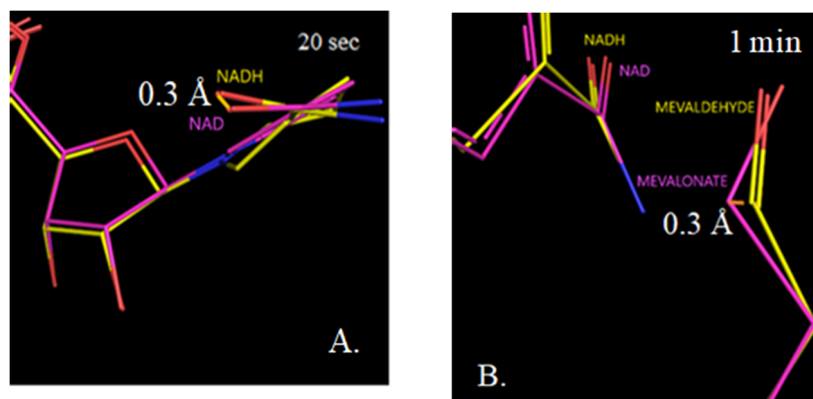 20 sec
NADH
0.3 Å
NAD
A.
1 min
NADH
NAD
MEVALDEHYDE
MEVALONATE
0.3 Å
B.